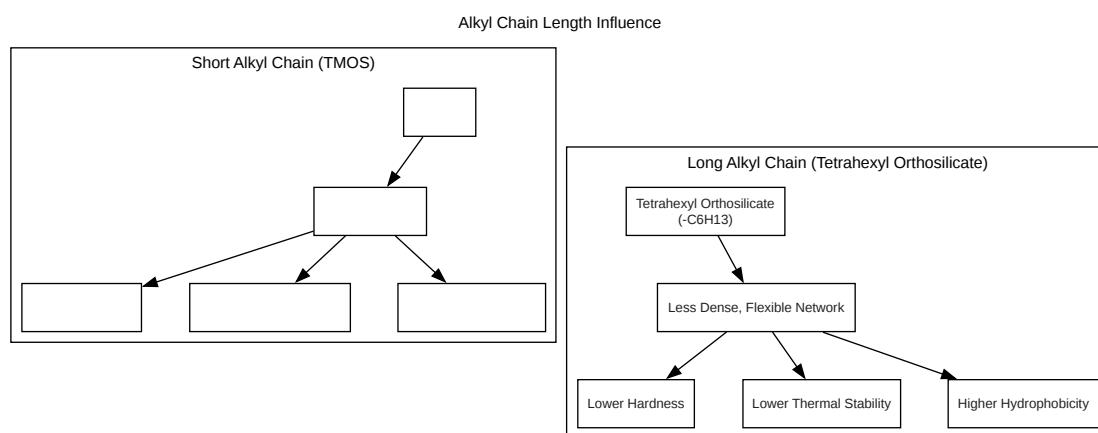 Alkyl Chain Length Influence
Short Alkyl Chain (TMOS)
Long Alkyl Chain (Tetrahexyl Orthosilicate)
Tetrahexyl Orthosilicate
(-C6H13)
Less Dense, Flexible Network
Lower Hardness
Lower Thermal Stability
Higher Hydrophobicity